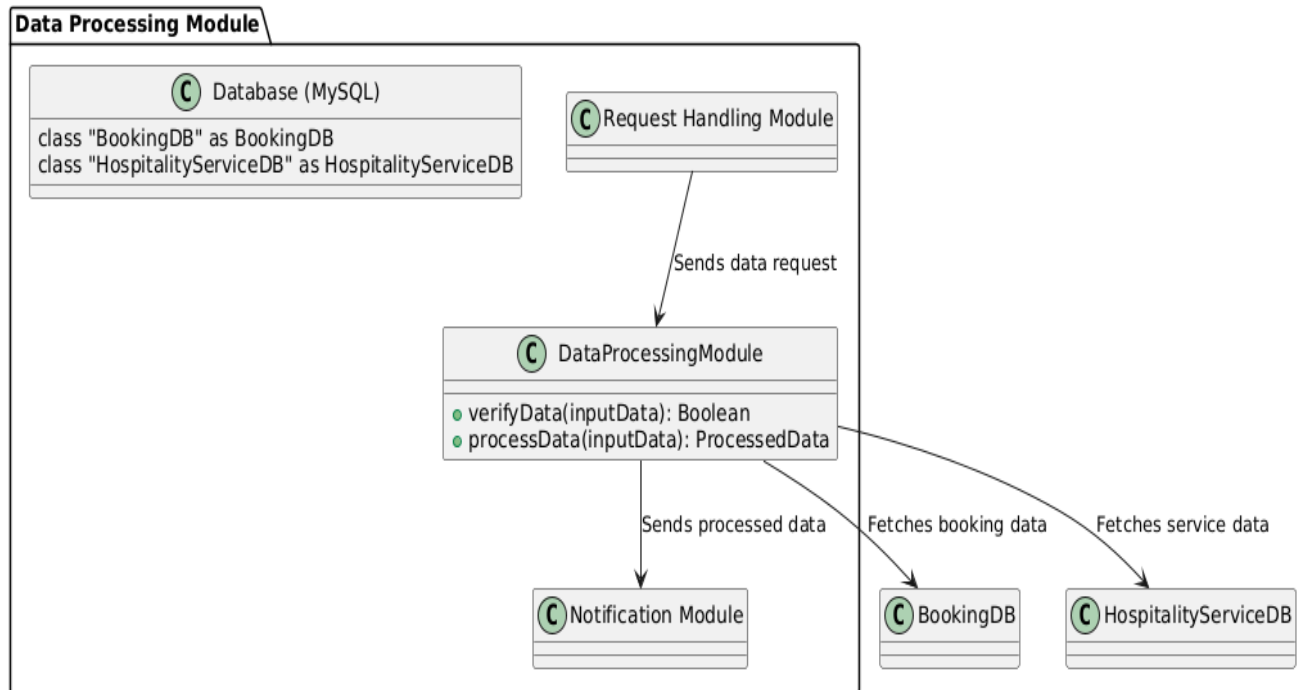 Data Processing Module
C Database (MySQL)
class "BookingDB" as BookingDB
class "HospitalityServiceDB" as HospitalityServiceDB
C Request Handling Module
Sends data request
C DataProcessingModule
verifyData(inputData): Boolean
processData(inputData): ProcessedData
Sends processed data
Fetches booking data
Fetches service data
C Notification Module
C BookingDB
C HospitalityServiceDB